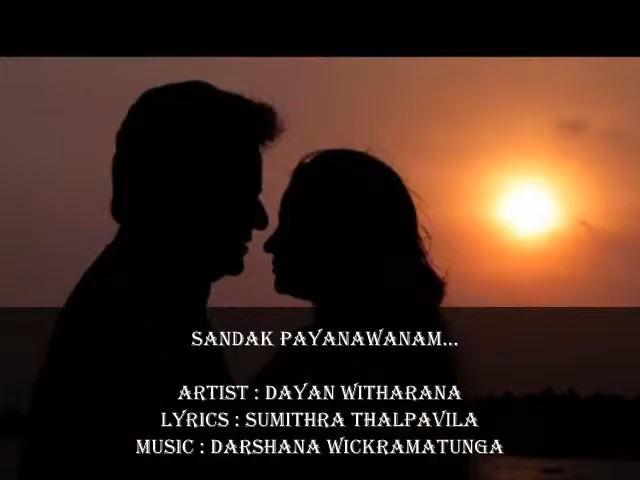 SANDAK PAYANAWANAM...
ARTIST : DAYAN WITHARANA
LYRICS : SUMITHRA THALPAVILA
MUSIC : DARSHANA WICKRAMATUNGA